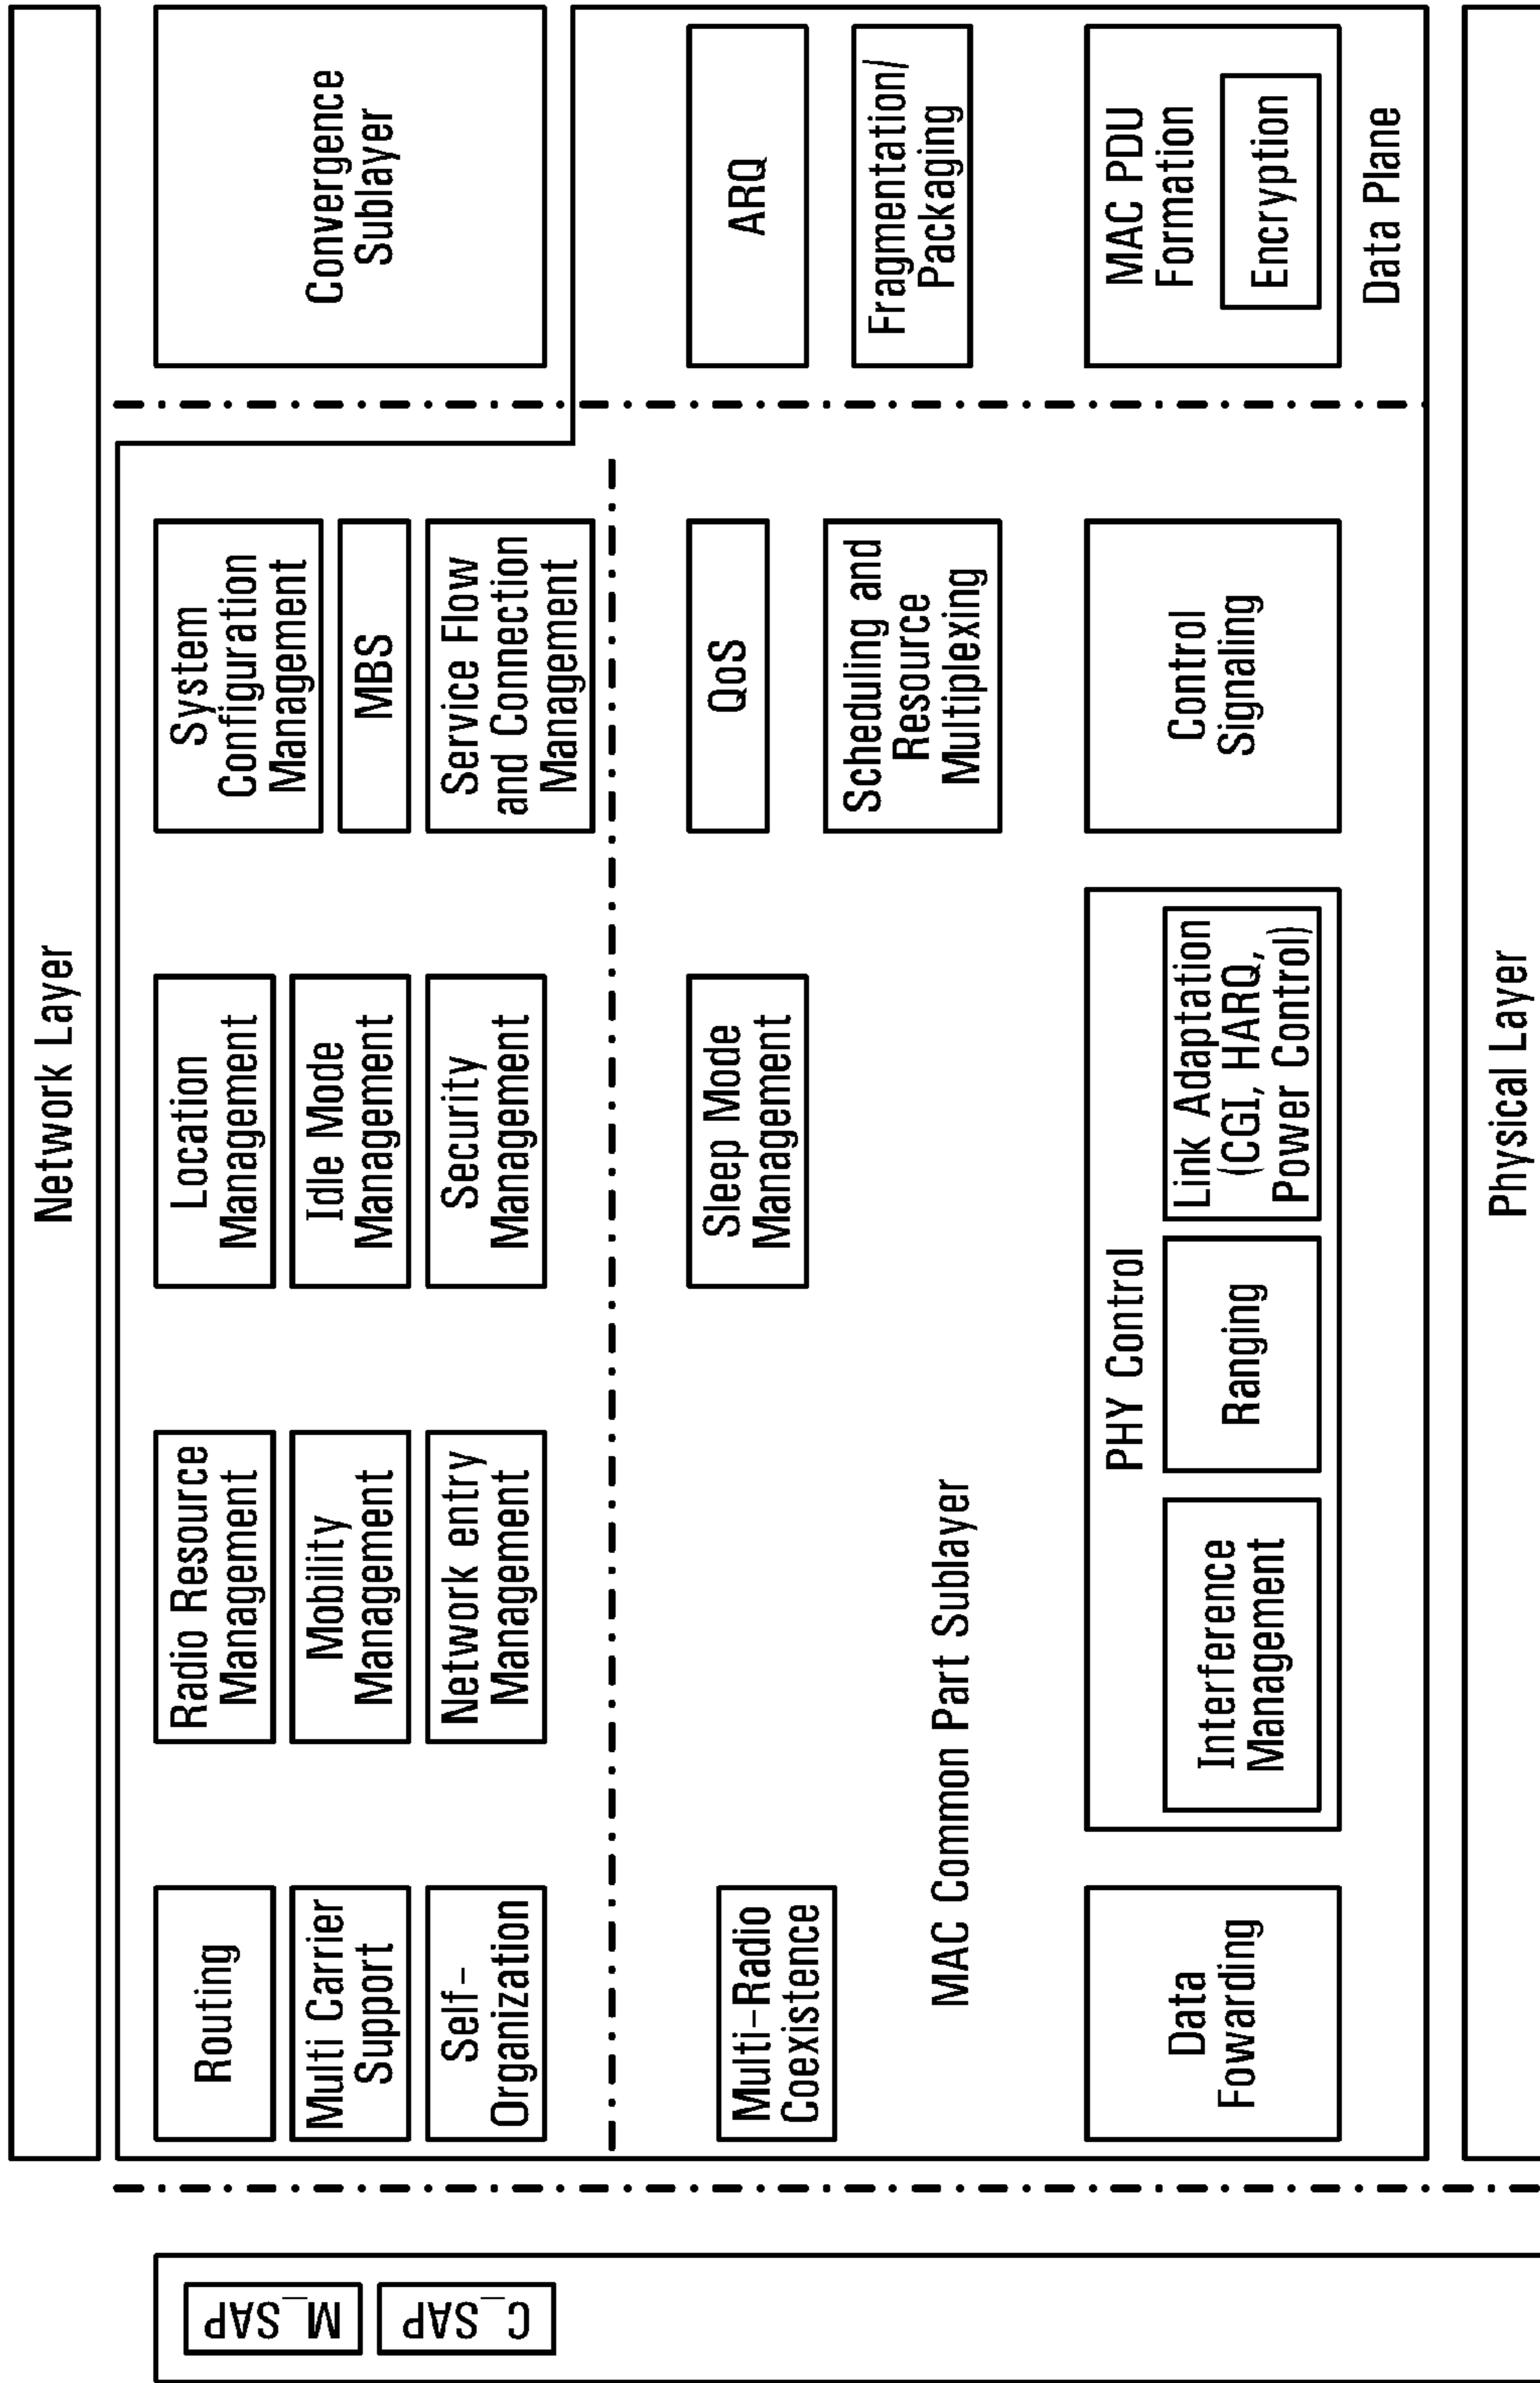 Network Layer
M_SAP
C_SAP
Routing
Multi Carrier
Support
Self-
Organization
Radio Resource
Management
Mobility
Management
Network entry
Management
Location
Management
Idle Mode
Management
Security
Management
System
Configuration
Management
MBS
Service Flow
and Connection
Management
Convergence
Sublayer
Multi-Radio
Coexistence
Sleep Mode
Management
QoS
Scheduling and
Resource
Multiplexing
ARQ
Fragmentation/
Packaging
MAC Common Part Sublayer
Data
Fowarding
PHY Control
Interference
Management
Ranging
Link Adaptation
(CGI, HARQ,
Power Control)
Control
Signaling
MAC PDU
Formation
Encryption
Data Plane
Physical Layer